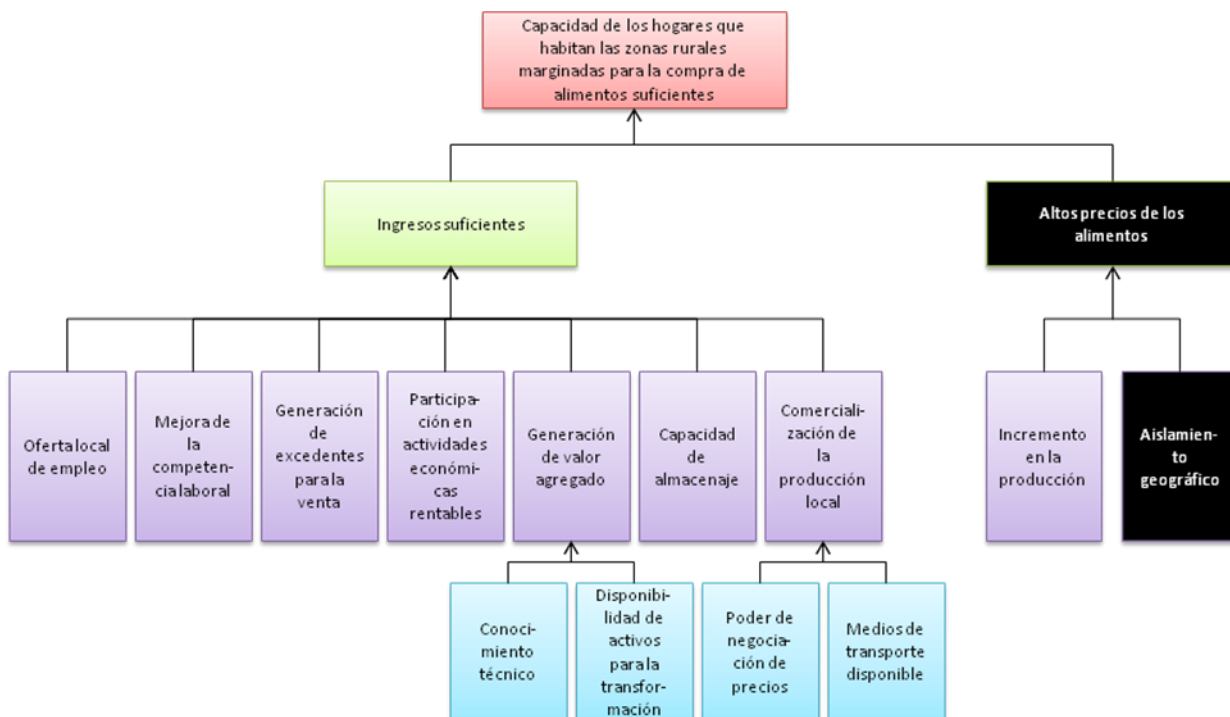 Capacidad de los hogares que
habitan las zonas rurales
marginadas para la compra de
alimentos suficientes
Ingresos suficientes
Altos precios de los
alimentos
Oferta local
de empleo
Mejora de
la
competen-
cia laboral
Generación
de
excedentes
para la
venta
Participa-
ción en
actividades
económi-
cas
rentables
Generación
de valor
agregado
Capacidad
de
almacenaje
Comerciali-
zación de
la
producción
local
Incremento
en la
producción
Aislamien-
to
geográfico
Conoci-
miento
técnico
Disponibi-
lidad de
activos
para la
transfor-
mación
Poder de
negocia-
ción de
precios
Medios de
transporte
disponible